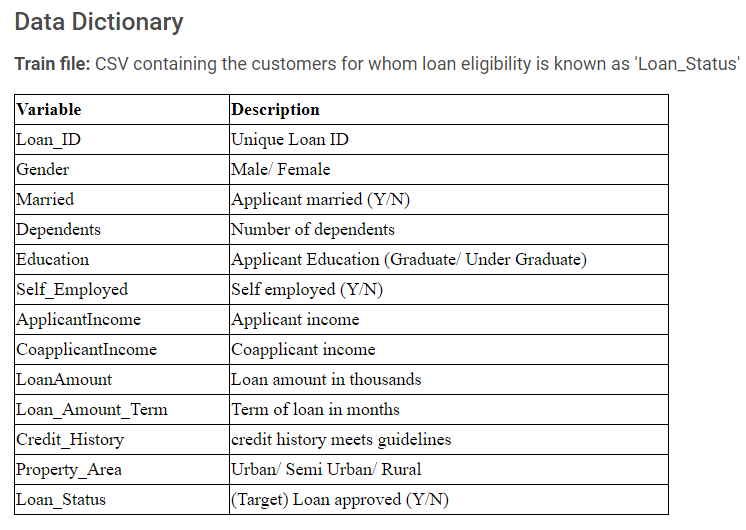 Data Dictionary
Train file: CSV containing the customers for whom loan eligibility is known as 'Loan_Status'
Variable Description
Loan_ID Unique Loan ID
Gender Male/ Female
Married Applicant married (Y/N)
Dependents Number of dependents
Education Applicant Education (Graduate/ Under Graduate)
Self_Employed Self employed (Y/N)
ApplicantIncome Applicant income
CoapplicantIncome Coapplicant income
LoanAmount Loan amount in thousands
Loan_Amount_Term Term of loan in months
Credit_History credit history meets guidelines
Property_Area Urban/ Semi Urban/ Rural
Loan_Status (Target) Loan approved (Y/N)